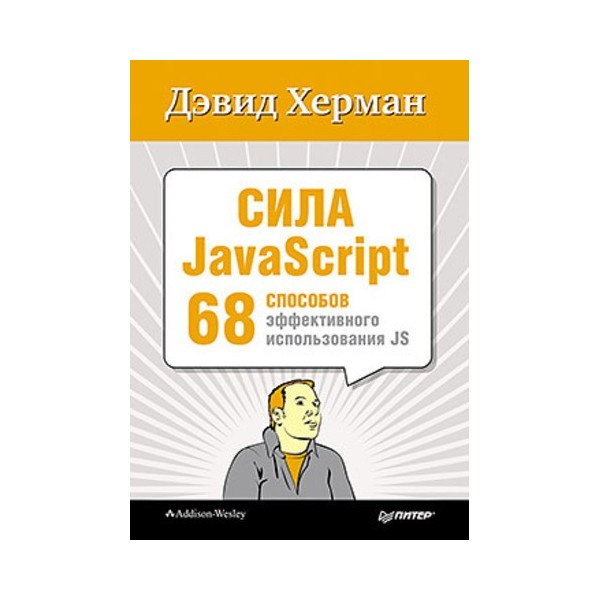 Дэвид Херман
СИЛА
JavaScript
68 СПОСОБОВ
эффективного
использования JS
Addison-Wesley
ПИТЕР®